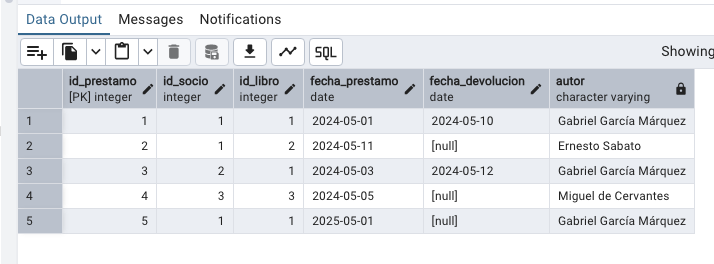 Data Output Messages Notifications
SQL Showing
id_prestamo id_socio id_libro fecha_prestamo fecha_devolucion autor
[PK] integer integer integer date date character varying
1 1 1 1 2024-05-01 2024-05-10 Gabriel García Márquez
2 2 1 2 2024-05-11 [null] Ernesto Sabato
3 3 2 1 2024-05-03 2024-05-12 Gabriel García Márquez
4 4 3 3 2024-05-05 [null] Miguel de Cervantes
5 5 1 1 2025-05-01 [null] Gabriel García Márquez